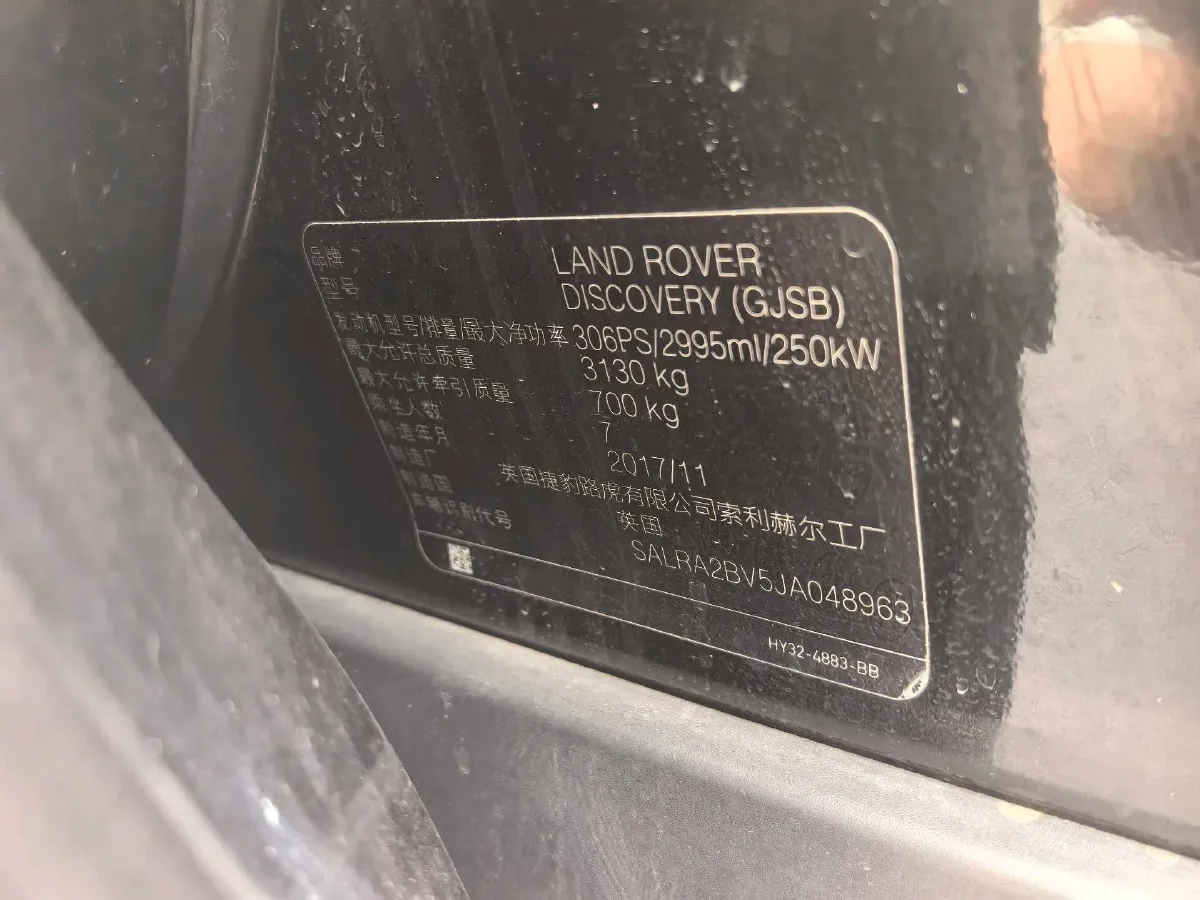 品牌 LAND ROVER
型号 DISCOVERY (GJSB)
发动机型号/排量/最大净功率 306PS/2995ml/250kW
最大允许总质量 3130 kg
最大允许牵引质量 700 kg
乘坐人数 7
制造年月 2017/11
制造厂 英国捷豹路虎有限公司索利赫尔工厂
制造国 英国
车辆识别代号 SALRA2BV5JA048963
HY32-4883-BB